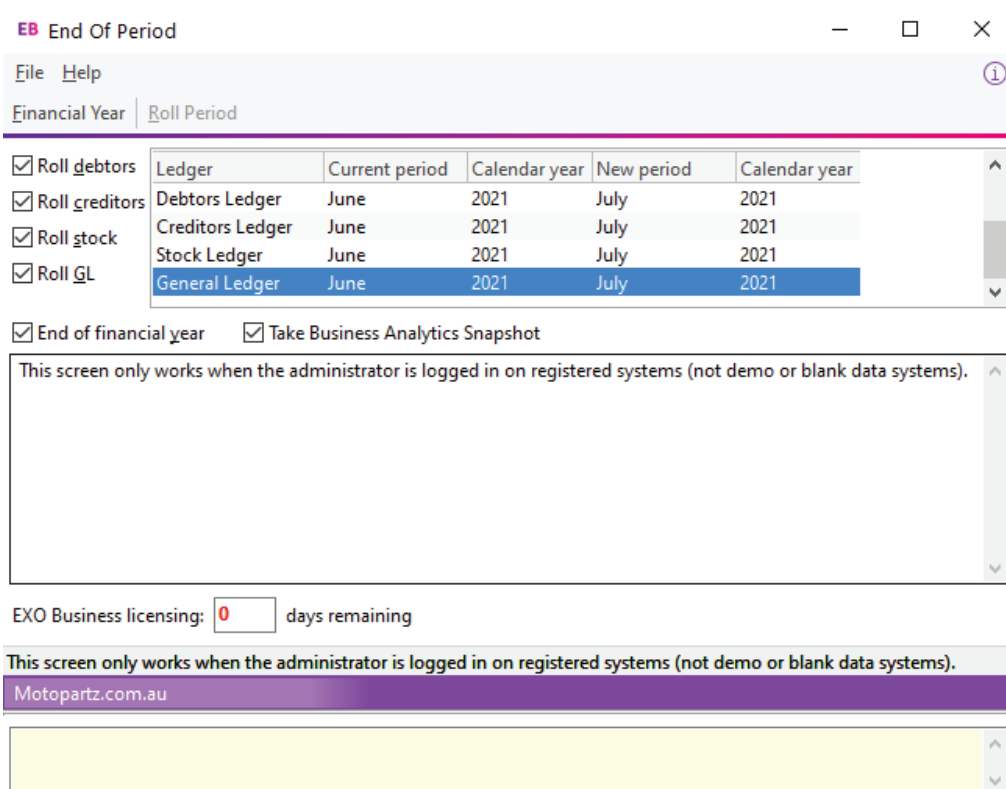 EB End Of Period
File Help
Financial Year Roll Period
Roll debtors
Roll creditors
Roll stock
Roll GL
Ledger Current period Calendar year New period Calendar year
Debtors Ledger June 2021 July 2021
Creditors Ledger June 2021 July 2021
Stock Ledger June 2021 July 2021
General Ledger June 2021 July 2021
End of financial year Take Business Analytics Snapshot
This screen only works when the administrator is logged in on registered systems (not demo or blank data systems).
EXO Business licensing: 0 days remaining
This screen only works when the administrator is logged in on registered systems (not demo or blank data systems).
Motopartz.com.au